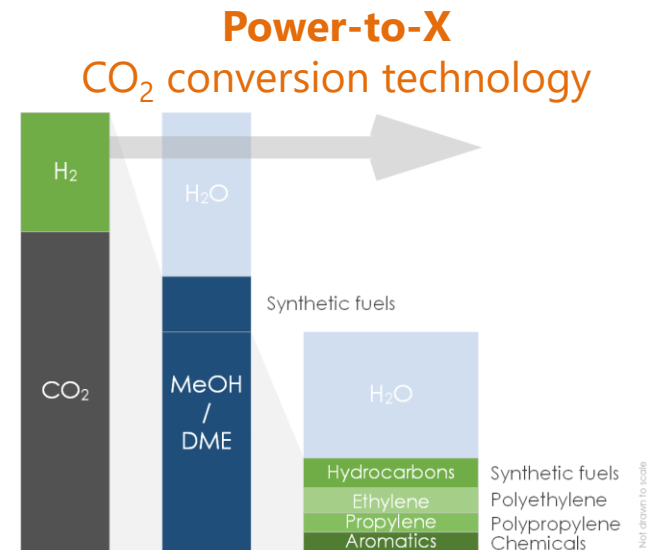 Power-to-X
CO₂ conversion technology
H₂
CO₂
H₂O
MeOH
/
DME
Synthetic fuels
H₂O
Hydrocarbons
Ethylene
Propylene
Aromatics
Synthetic fuels
Polyethylene
Polypropylene
Chemicals
Not drawn to scale